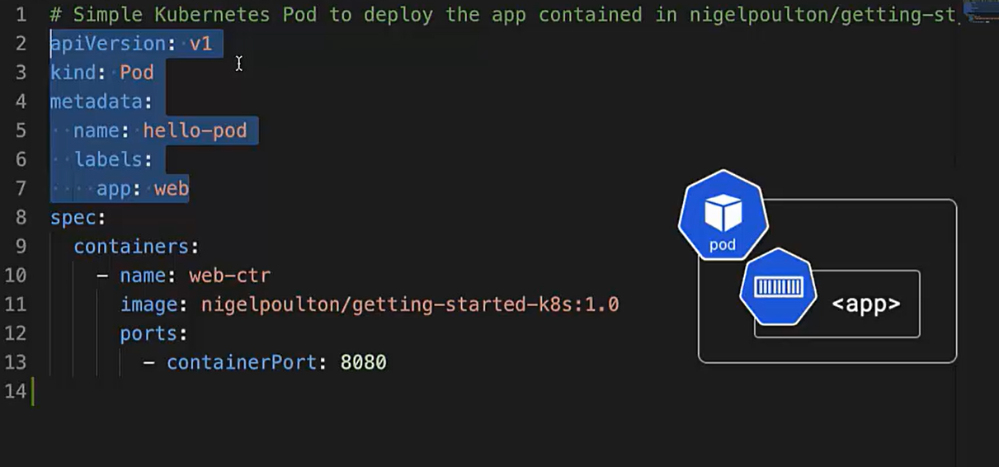 1 # Simple Kubernetes Pod to deploy the app contained in nigelpoulton/getting-st
2 apiVersion: v1
3 kind: Pod
4 metadata:
5   name: hello-pod
6   labels:
7     app: web
8 spec:
9   containers:
10     - name: web-ctr
11       image: nigelpoulton/getting-started-k8s:1.0
12       ports:
13         - containerPort: 8080
14
pod
<app>